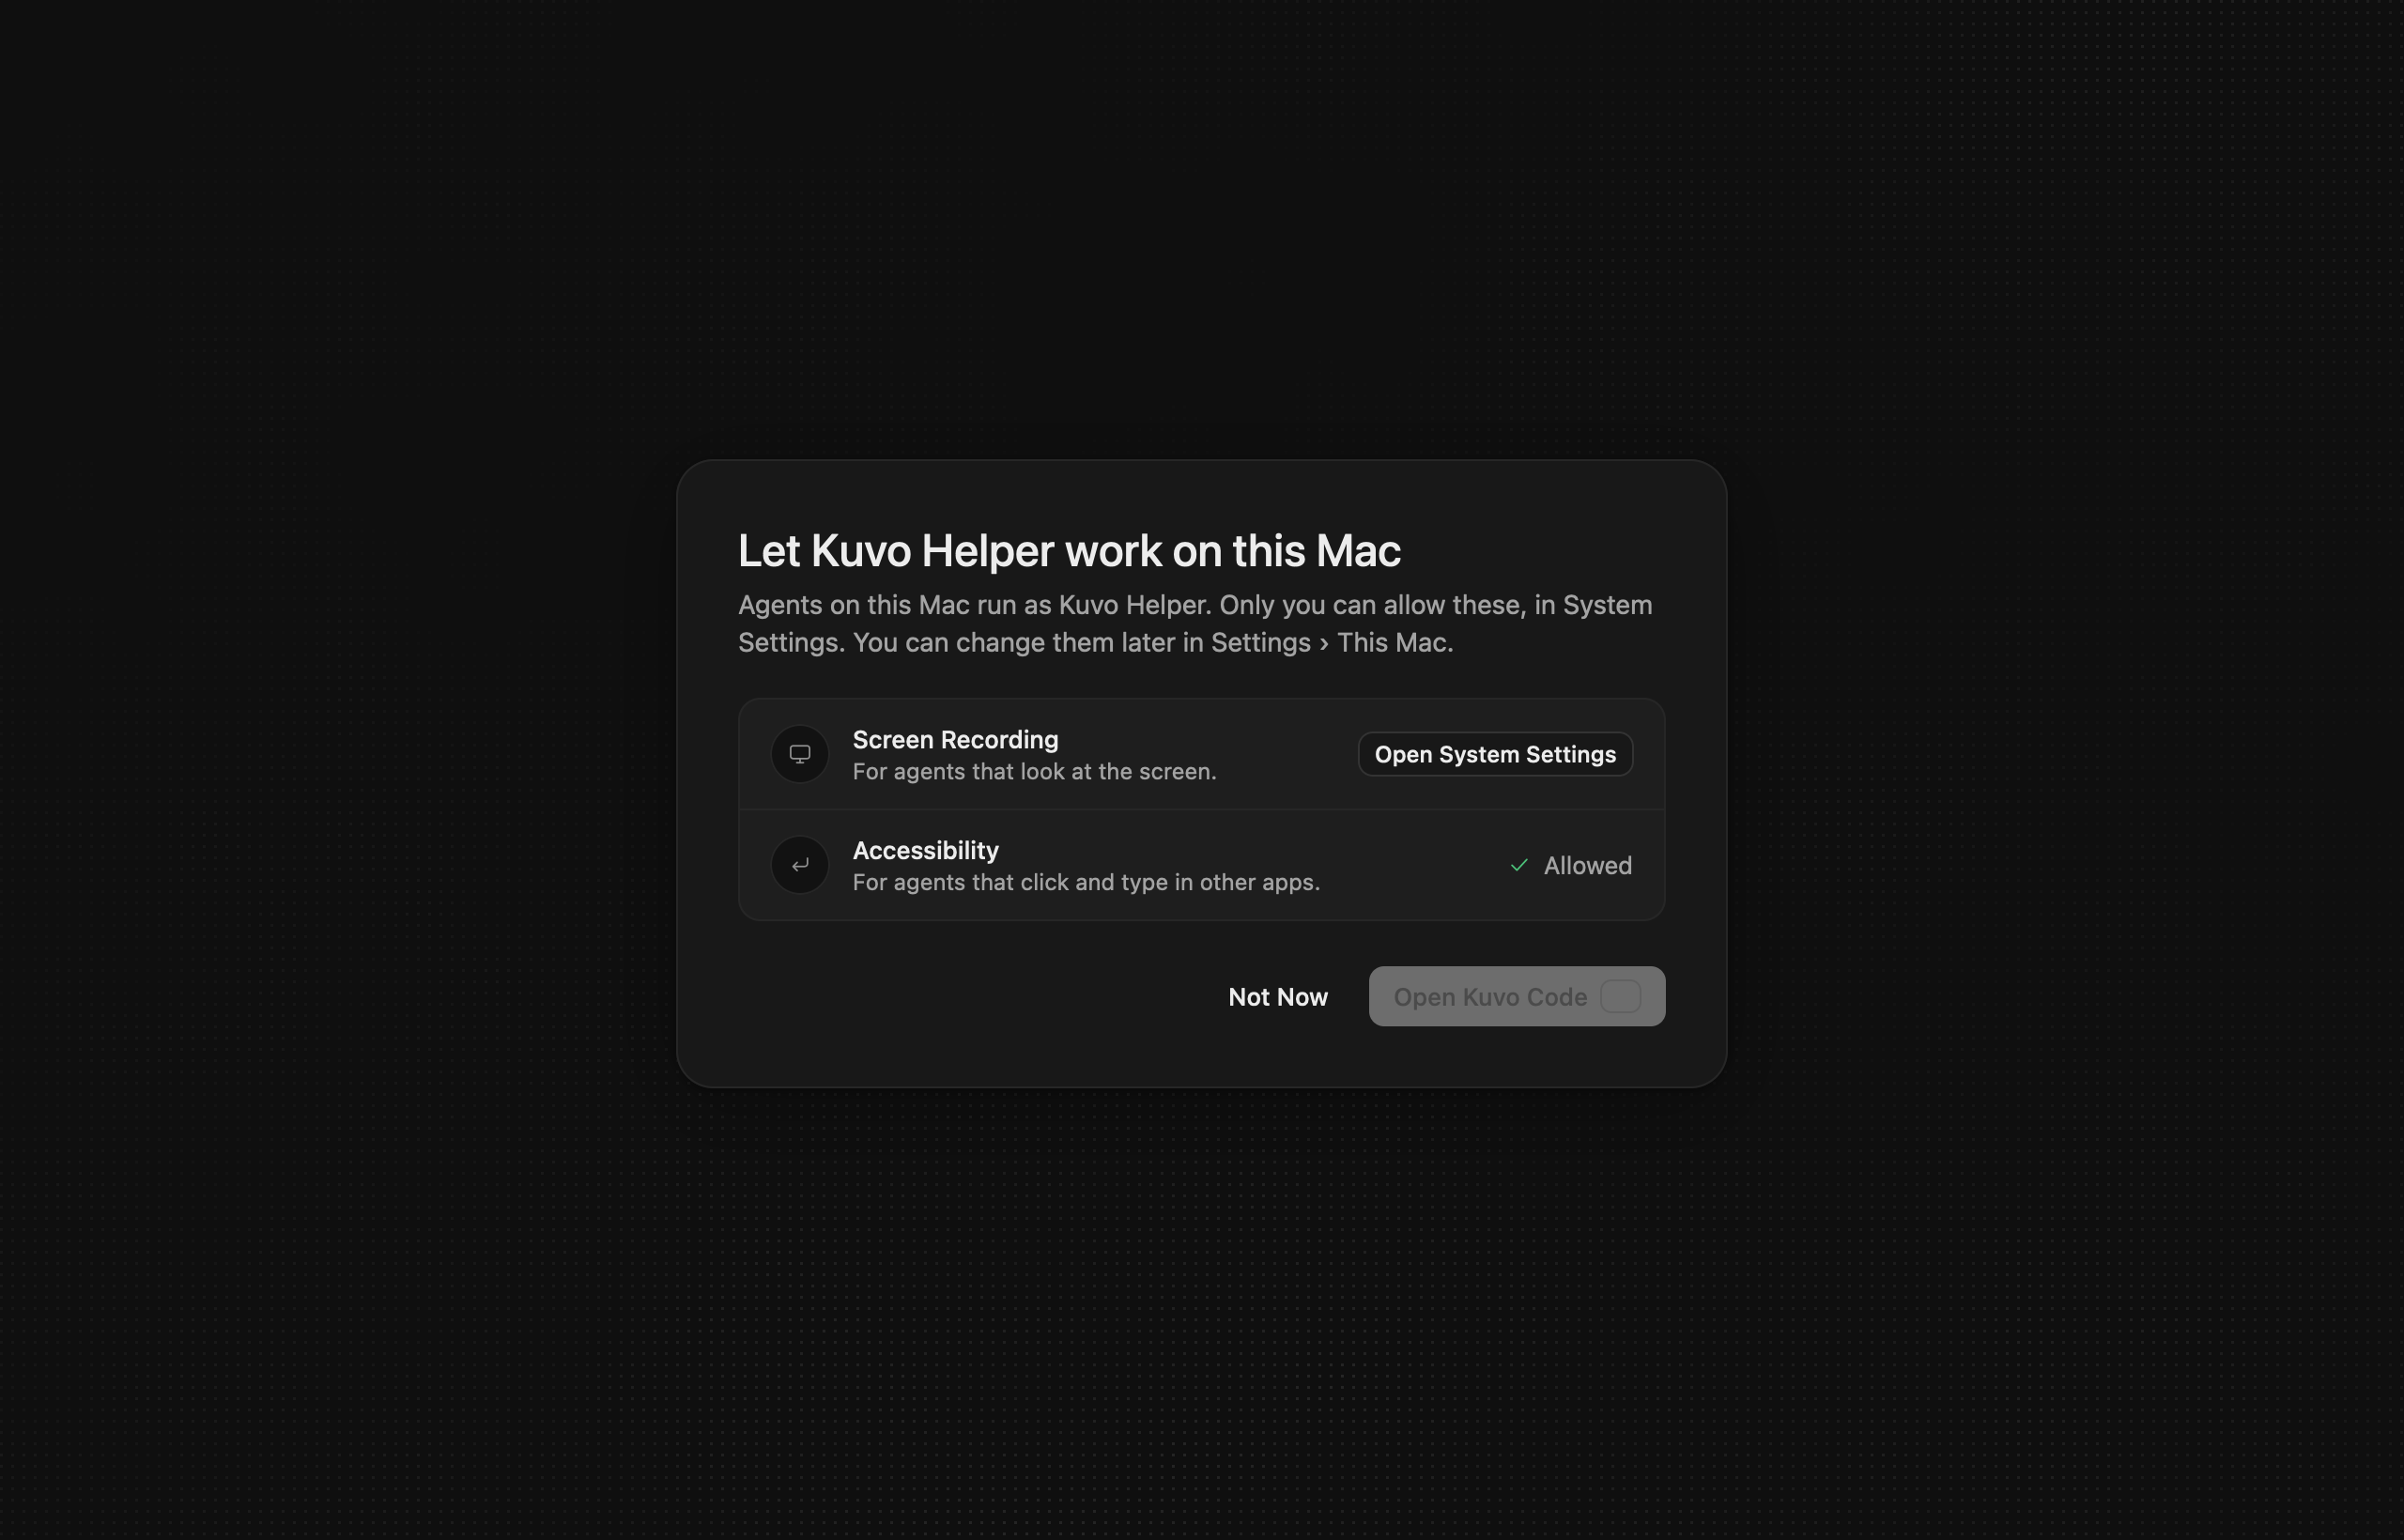 Let Kuvo Helper work on this Mac
Agents on this Mac run as Kuvo Helper. Only you can allow these, in System
Settings. You can change them later in Settings › This Mac.
Screen Recording
For agents that look at the screen.
Open System Settings
Accessibility
For agents that click and type in other apps.
Allowed
Not Now
Open Kuvo Code